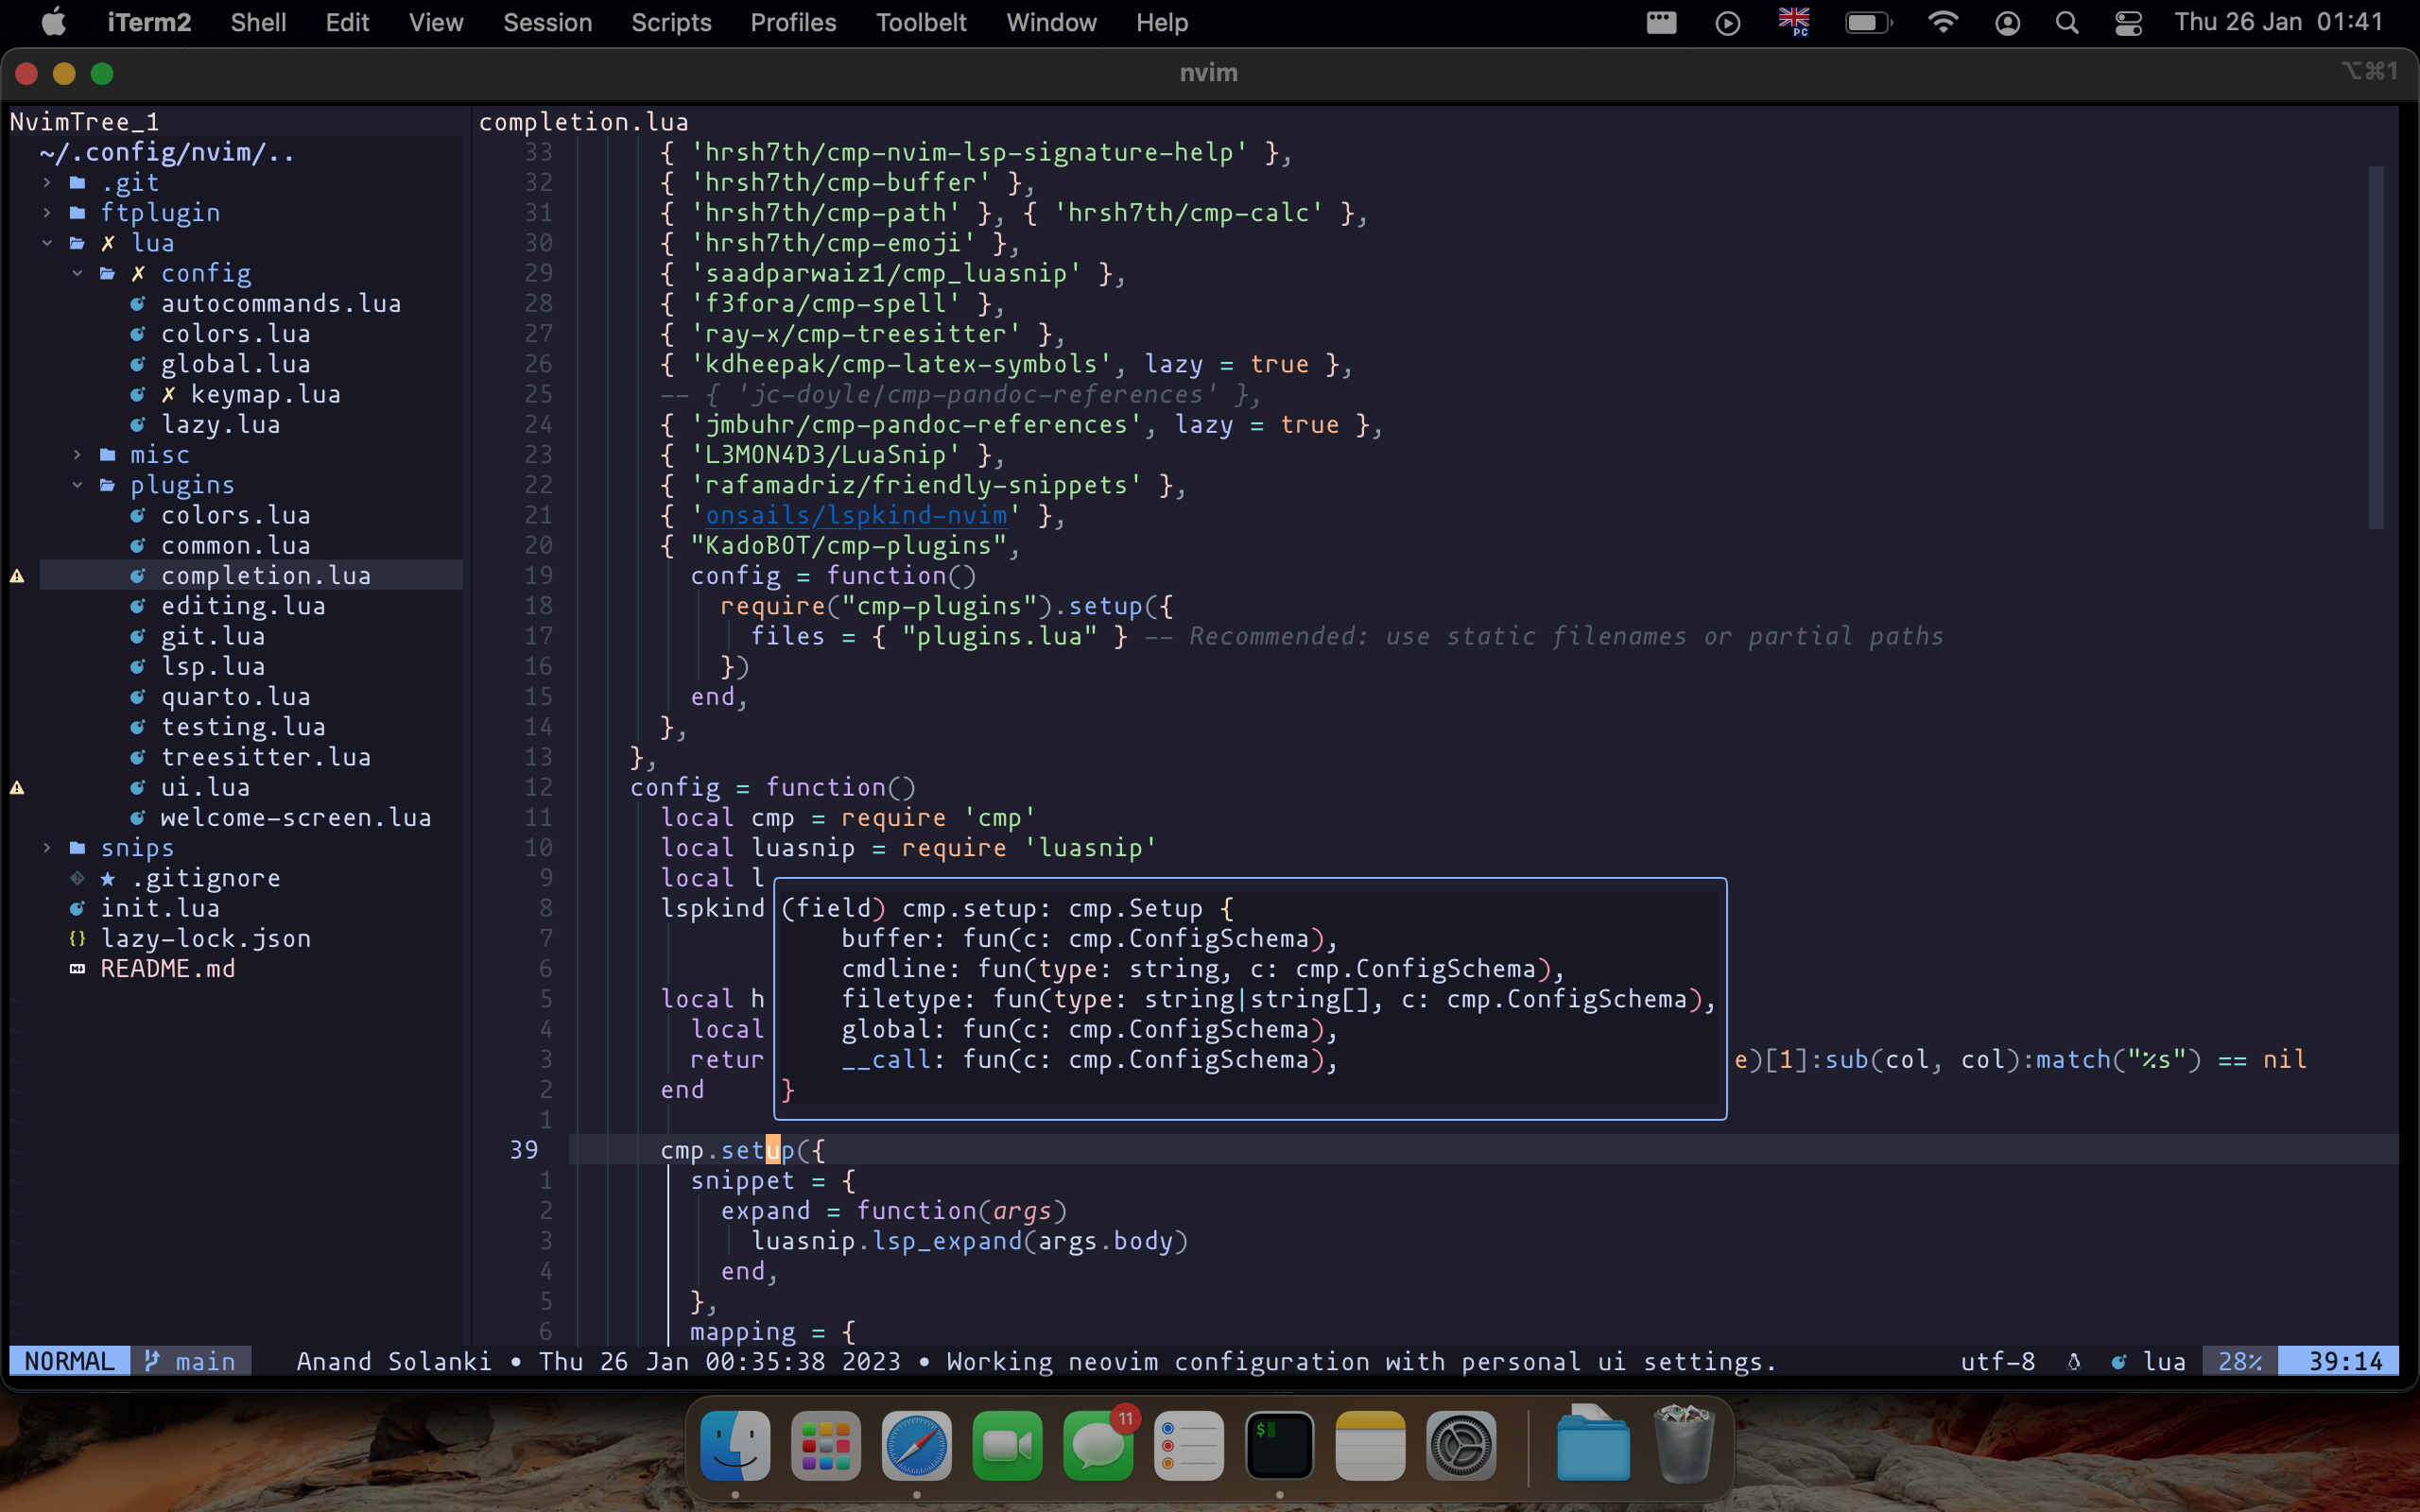 iTerm2 Shell Edit View Session Scripts Profiles Toolbelt Window Help PC Thu 26 Jan 01:41
nvim ⌥⌘1
NvimTree_1
~/.config/nvim/..
.git
ftplugin
✗ lua
✗ config
autocommands.lua
colors.lua
global.lua
✗ keymap.lua
lazy.lua
misc
plugins
colors.lua
common.lua
completion.lua
editing.lua
git.lua
lsp.lua
quarto.lua
testing.lua
treesitter.lua
ui.lua
welcome-screen.lua
snips
★ .gitignore
init.lua
{} lazy-lock.json
README.md
completion.lua
33 { 'hrsh7th/cmp-nvim-lsp-signature-help' },
32 { 'hrsh7th/cmp-buffer' },
31 { 'hrsh7th/cmp-path' }, { 'hrsh7th/cmp-calc' },
30 { 'hrsh7th/cmp-emoji' },
29 { 'saadparwaiz1/cmp_luasnip' },
28 { 'f3fora/cmp-spell' },
27 { 'ray-x/cmp-treesitter' },
26 { 'kdheepak/cmp-latex-symbols', lazy = true },
25 -- { 'jc-doyle/cmp-pandoc-references' },
24 { 'jmbuhr/cmp-pandoc-references', lazy = true },
23 { 'L3MON4D3/LuaSnip' },
22 { 'rafamadriz/friendly-snippets' },
21 { 'onsails/lspkind-nvim' },
20 { "KadoBOT/cmp-plugins",
19 config = function()
18 require("cmp-plugins").setup({
17 files = { "plugins.lua" } -- Recommended: use static filenames or partial paths
16 })
15 end,
14 },
13 },
12 config = function()
11 local cmp = require 'cmp'
10 local luasnip = require 'luasnip'
9 local l
8 lspkind (field) cmp.setup: cmp.Setup {
7 buffer: fun(c: cmp.ConfigSchema),
6 cmdline: fun(type: string, c: cmp.ConfigSchema),
5 local h filetype: fun(type: string|string[], c: cmp.ConfigSchema),
4 local global: fun(c: cmp.ConfigSchema),
3 retur __call: fun(c: cmp.ConfigSchema), e)[1]:sub(col, col):match("%s") == nil
2 end }
1
39 cmp.setup({
1 snippet = {
2 expand = function(args)
3 luasnip.lsp_expand(args.body)
4 end,
5 },
6 mapping = {
NORMAL main Anand Solanki • Thu 26 Jan 00:35:38 2023 • Working neovim configuration with personal ui settings. utf-8 lua 28% 39:14
11
$